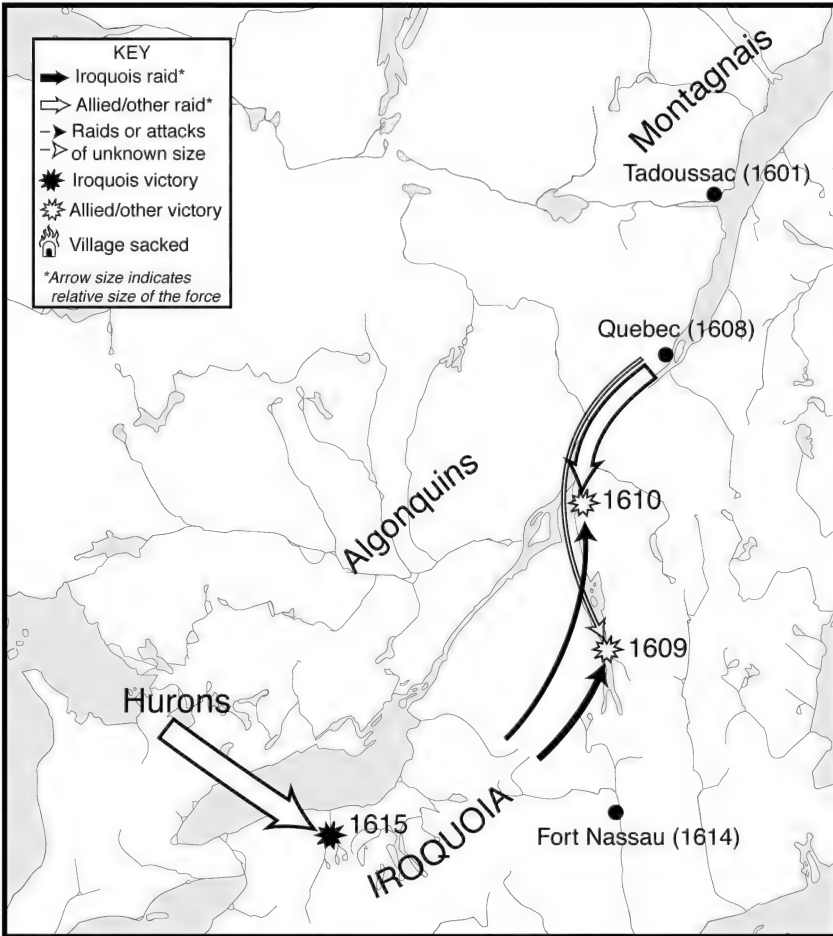 KEY
Iroquois raid*
Allied/other raid*
Raids or attacks
of unknown size
Iroquois victory
Allied/other victory
Village sacked
*Arrow size indicates
relative size of the force
Montagnais
Tadoussac (1601)
Quebec (1608)
Algonquins
1610
1609
Hurons
1615
IROQUOIA
Fort Nassau (1614)